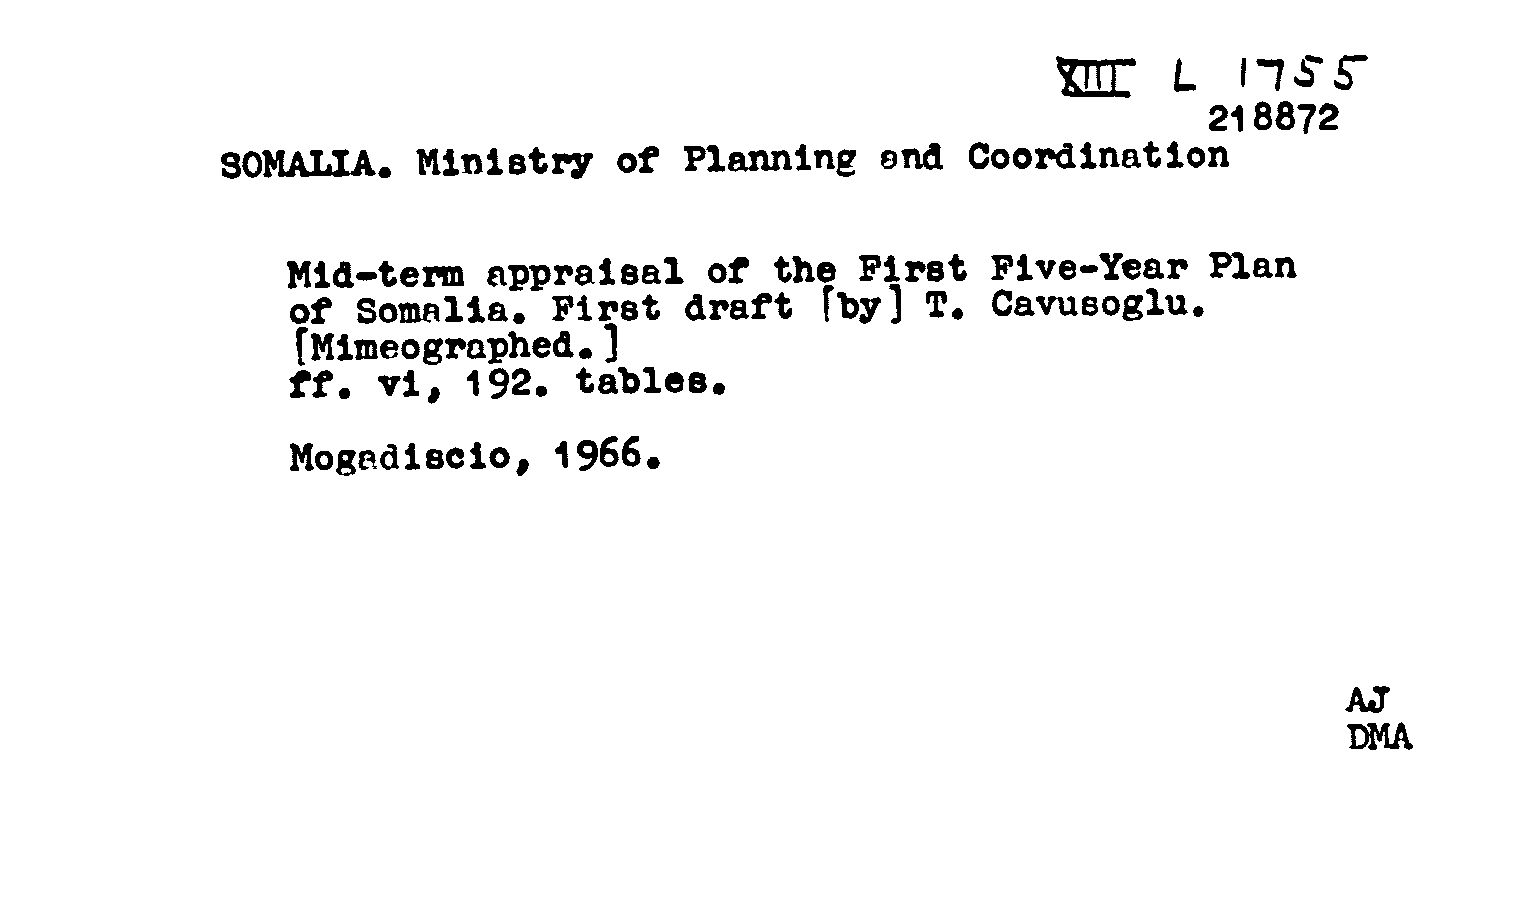 XIII L 1755
218872
SOMALIA. Ministry of Planning and Coordination
Mid-term appraisal of the First Five-Year Plan
of Somalia. First draft [by] T. Cavusoglu.
[Mimeographed.]
ff. vi, 192. tables.
Mogadiscio, 1966.
AJ
DMA